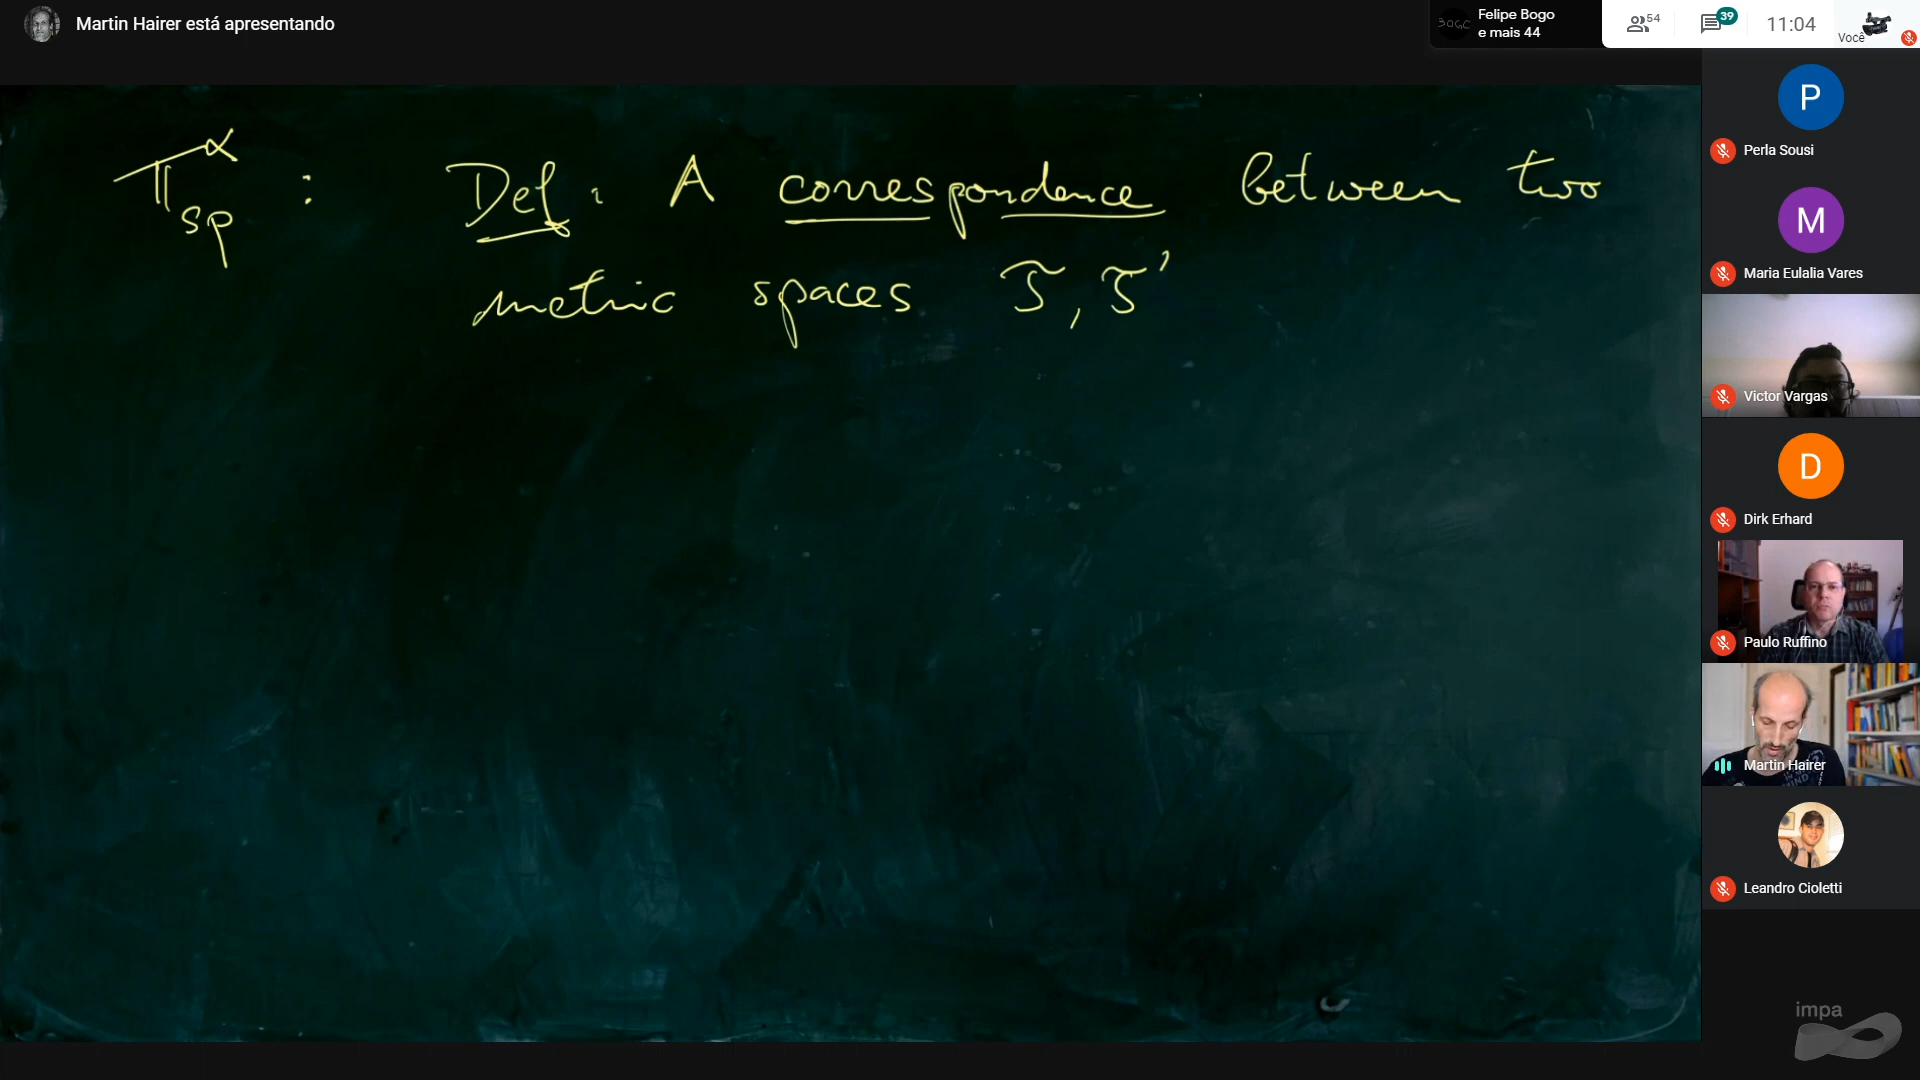 Martin Hairer está apresentando
Felipe Bogo
e mais 44
54
39
11:04
Você
𝕋^α_sp : Def: A correspondence between two
metric spaces 𝒯, 𝒯'
P
Perla Sousi
M
Maria Eulalia Vares
Victor Vargas
D
Dirk Erhard
Paulo Ruffino
Martin Hairer
Leandro Cioletti
impa